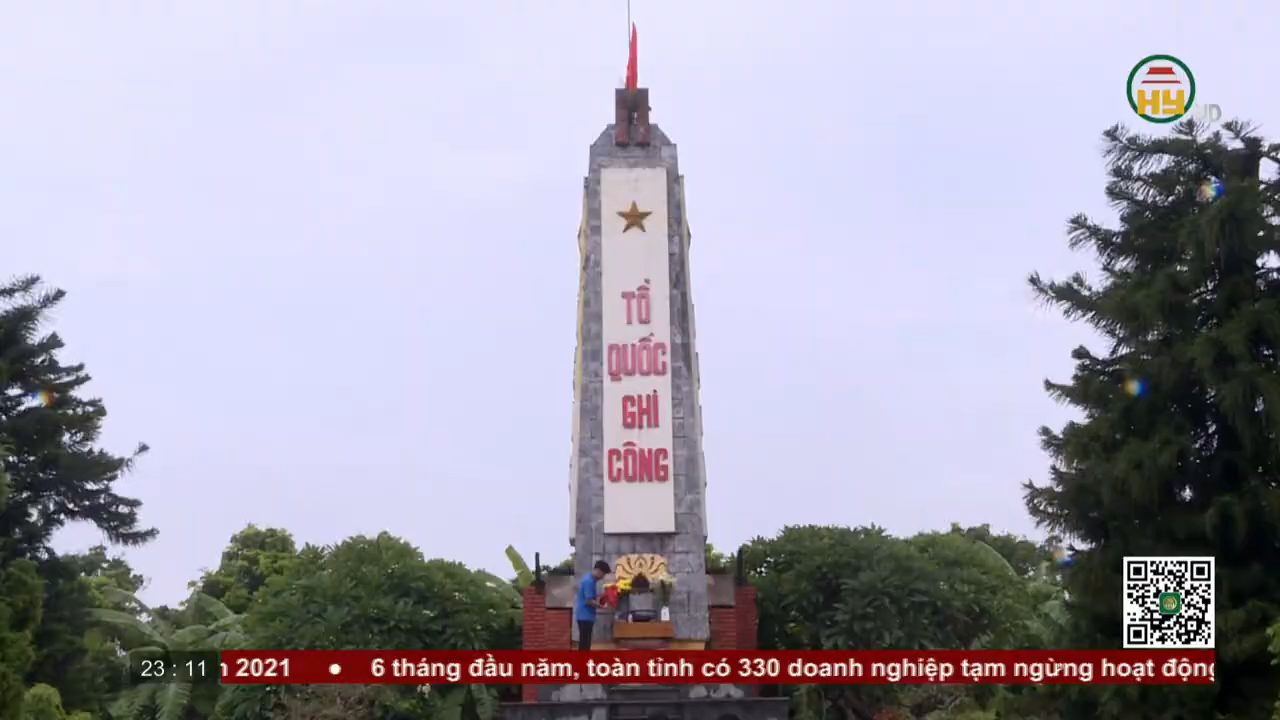 HY
TỔ
QUỐC
GHI
CÔNG
23 : 11
2021 ● 6 tháng đầu năm, toàn tỉnh có 330 doanh nghiệp tạm ngừng hoạt động